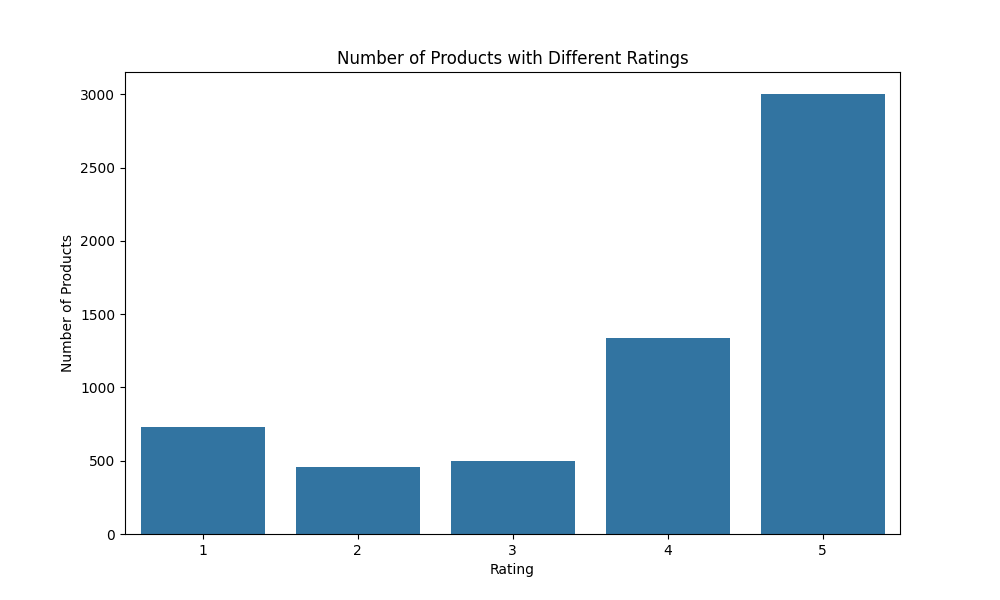 Number of Products with Different Ratings
Number of Products
3000
2500
2000
1500
1000
500
0
1 2 3 4 5
Rating